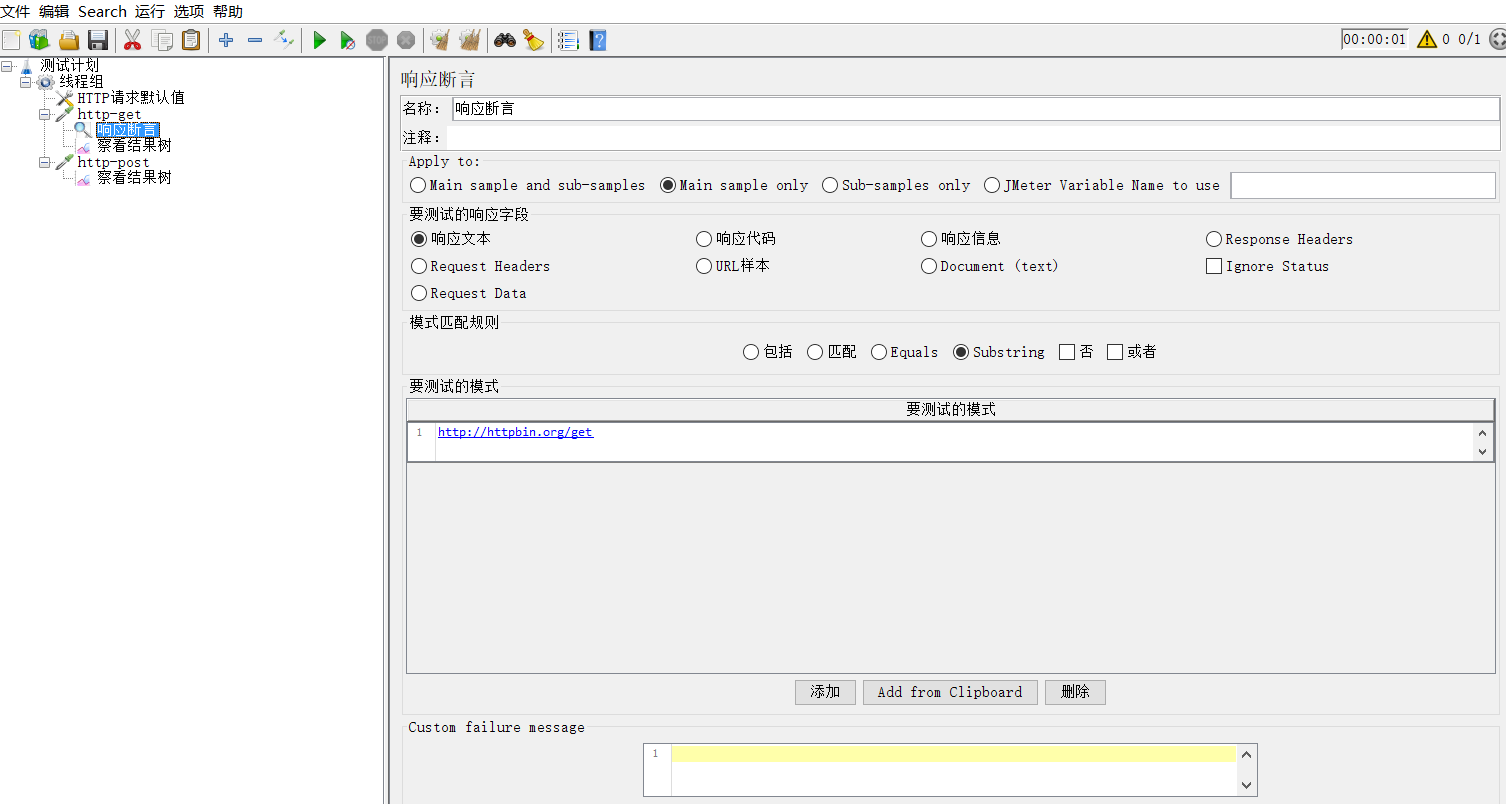 文件 编辑 Search 运行 选项 帮助
STOP 00:00:01 0 0/1
测试计划
线程组
HTTP请求默认值
http-get
响应断言
察看结果树
http-post
察看结果树
响应断言
名称： 响应断言
注释：
Apply to:
Main sample and sub-samples Main sample only Sub-samples only JMeter Variable Name to use
要测试的响应字段
响应文本 响应代码 响应信息 Response Headers
Request Headers URL样本 Document (text) Ignore Status
Request Data
模式匹配规则
包括 匹配 Equals Substring 否 或者
要测试的模式
要测试的模式
1 http://httpbin.org/get
添加 Add from Clipboard 删除
Custom failure message
1